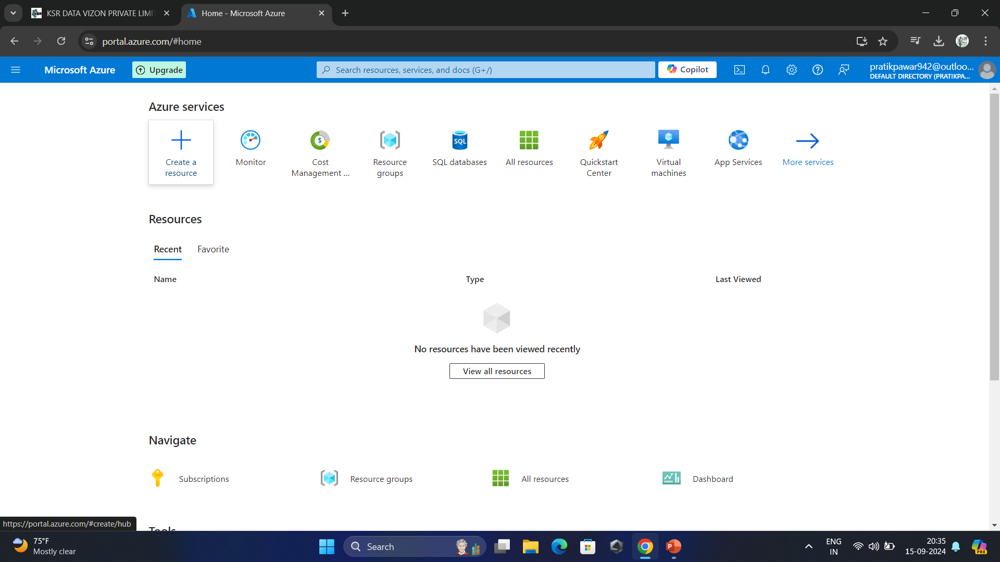 KSR DATA VIZON PRIVATE LIMI
Home - Microsoft Azure
portal.azure.com/#home
Microsoft Azure
Upgrade
Search resources, services, and docs (G+/)
Copilot
pratikpawar942@outloo...
DEFAULT DIRECTORY (PRATIKPA...
Azure services
Create a resource
Monitor
Cost Management ...
Resource groups
SQL databases
All resources
Quickstart Center
Virtual machines
App Services
More services
Resources
Recent
Favorite
Name
Type
Last Viewed
No resources have been viewed recently
View all resources
Navigate
Subscriptions
Resource groups
All resources
Dashboard
https://portal.azure.com/#create/hub
Tools
75°F
Mostly clear
Search
ENG
IN
20:35
15-09-2024
PRE